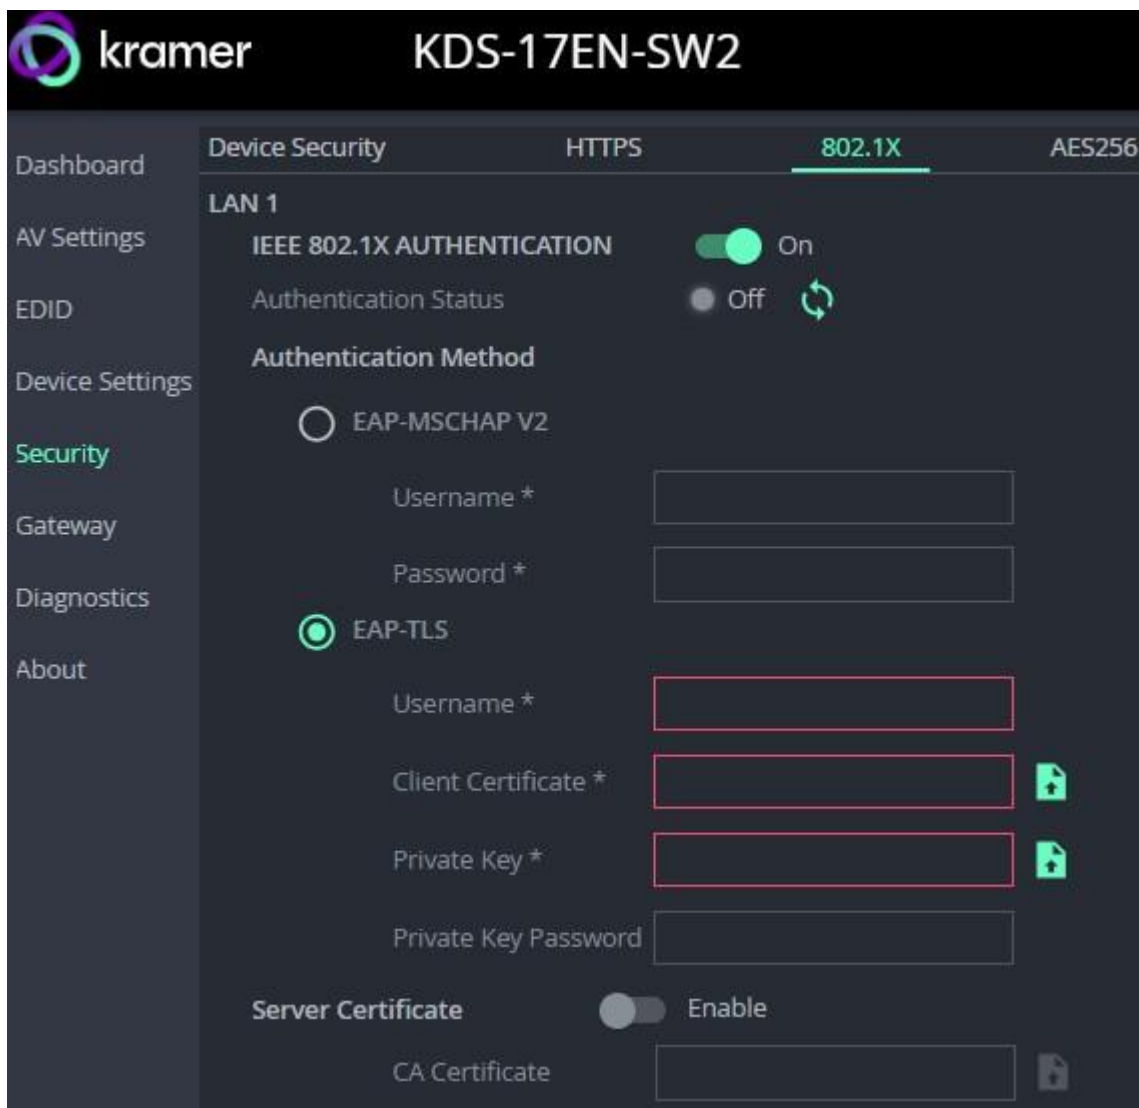 kramer
KDS-17EN-SW2
Dashboard
AV Settings
EDID
Device Settings
Security
Gateway
Diagnostics
About
Device Security HTTPS 802.1X AES256
LAN 1
IEEE 802.1X AUTHENTICATION On
Authentication Status Off
Authentication Method
EAP-MSCHAP V2
Username *
Password *
EAP-TLS
Username *
Client Certificate *
Private Key *
Private Key Password
Server Certificate Enable
CA Certificate